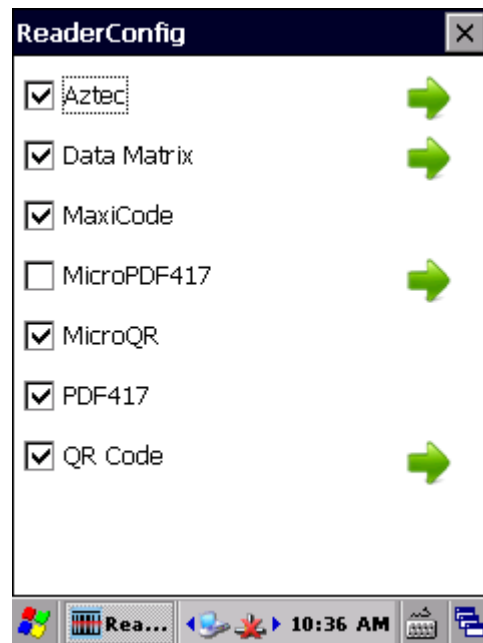 ReaderConfig
Aztec
Data Matrix
MaxiCode
MicroPDF417
MicroQR
PDF417
QR Code
Rea... 10:36 AM